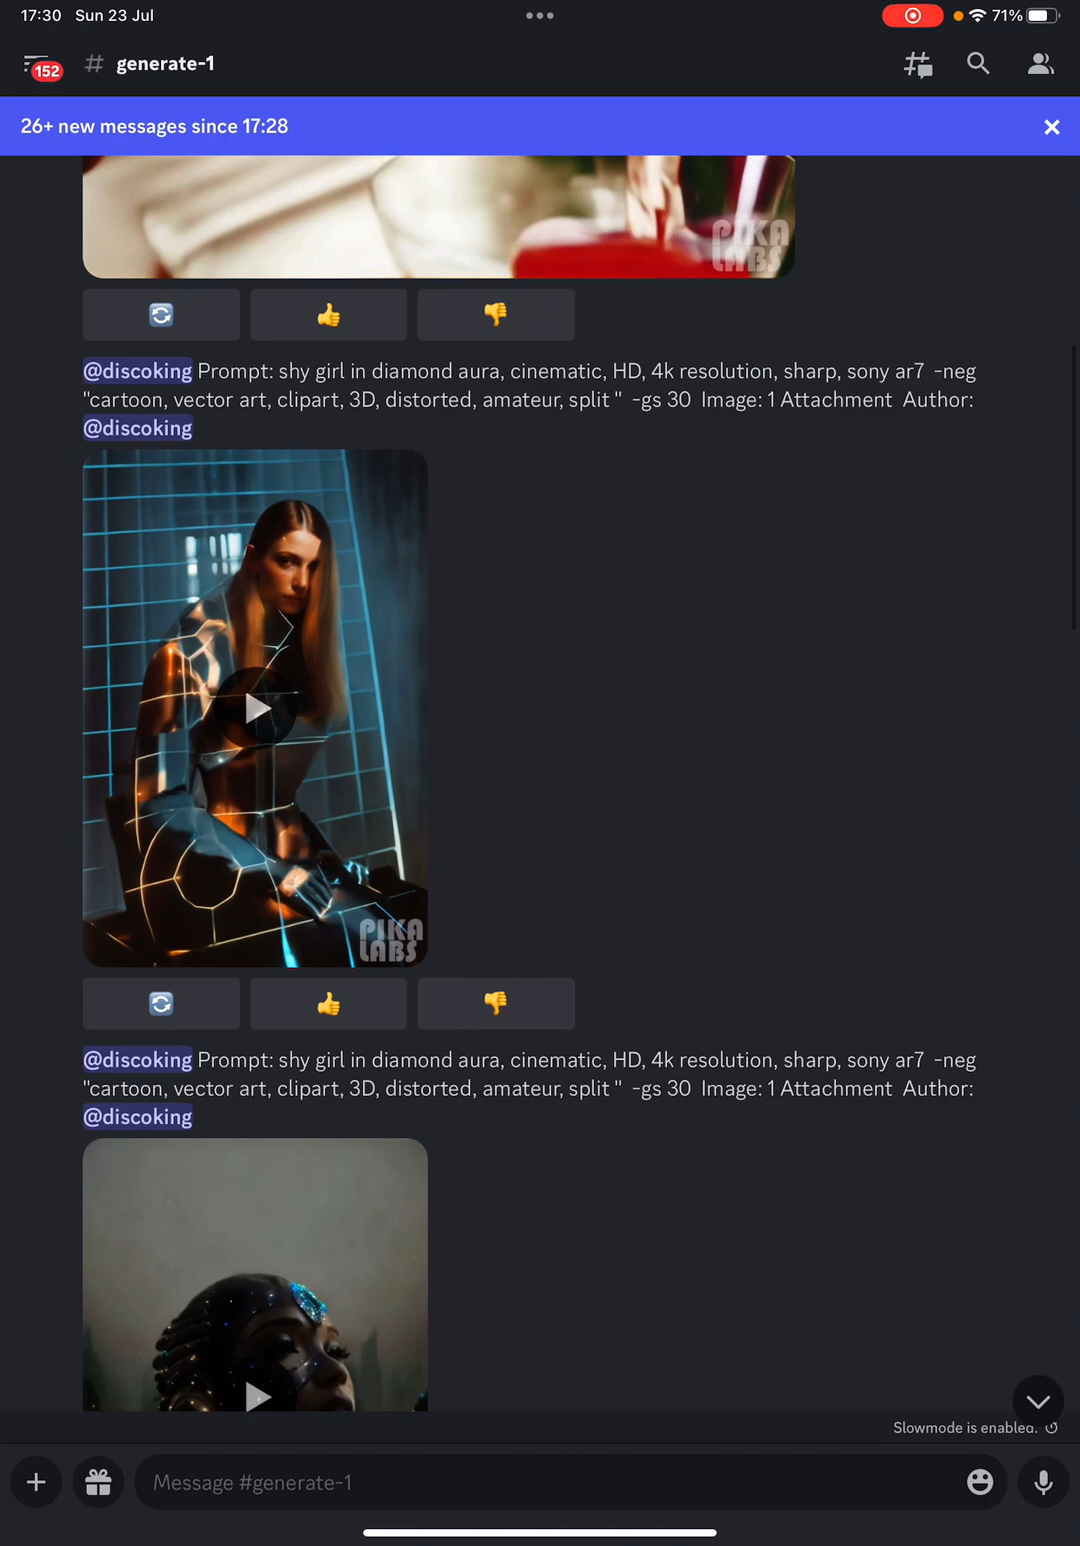 17:30 Sun 23 Jul
71%
152
# generate-1
26+ new messages since 17:28
PIKA
LABS
@discoking Prompt: shy girl in diamond aura, cinematic, HD, 4k resolution, sharp, sony ar7 -neg
"cartoon, vector art, clipart, 3D, distorted, amateur, split " -gs 30 Image: 1 Attachment Author:
@discoking
PIKA
LABS
@discoking Prompt: shy girl in diamond aura, cinematic, HD, 4k resolution, sharp, sony ar7 -neg
"cartoon, vector art, clipart, 3D, distorted, amateur, split " -gs 30 Image: 1 Attachment Author:
@discoking
Slowmode is enabled.
Message #generate-1